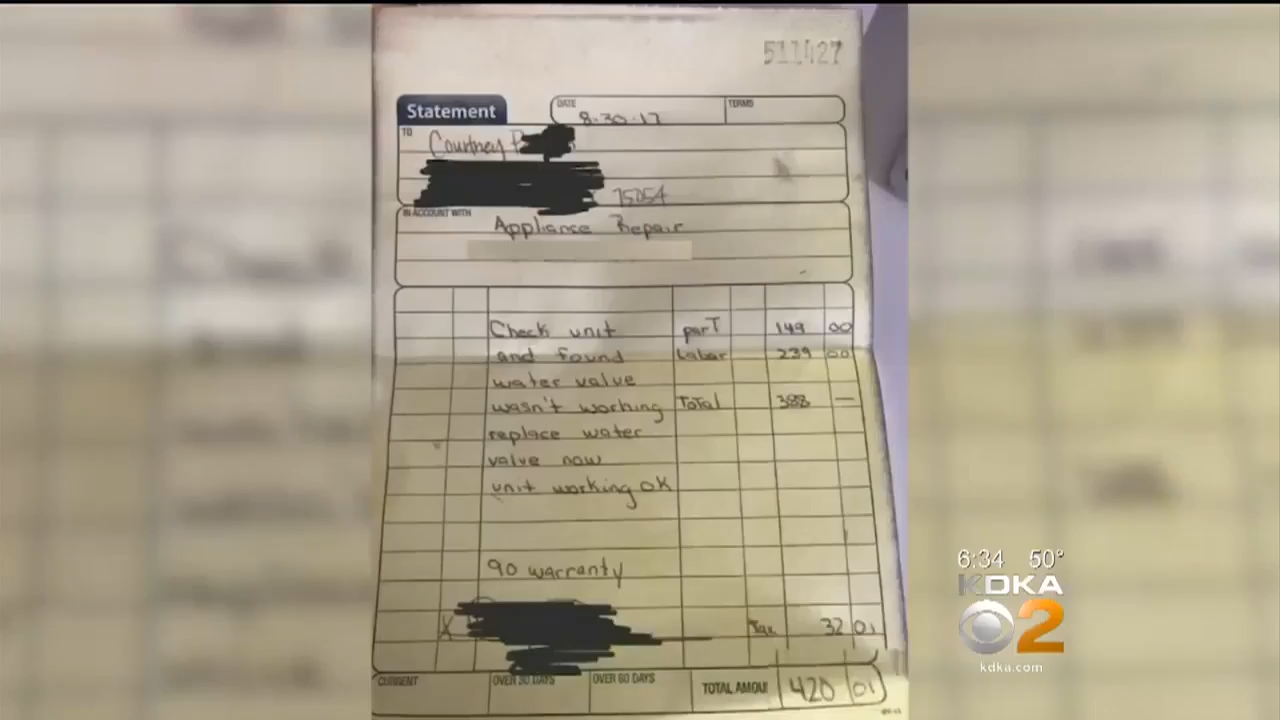 511427
Statement
DATE 8-30-17 TERMS
TO Courtney
75054
IN ACCOUNT WITH
Appliance Repair
Check unit part 149 00
and found Labor 239 00
water valve
wasn't working Total 388 —
replace water
valve now
unit working OK
90 warranty
X Tax 32 01
CURRENT OVER 30 DAYS OVER 60 DAYS TOTAL AMOU 420 01
6:34 50°
KDKA
2
kdka.com